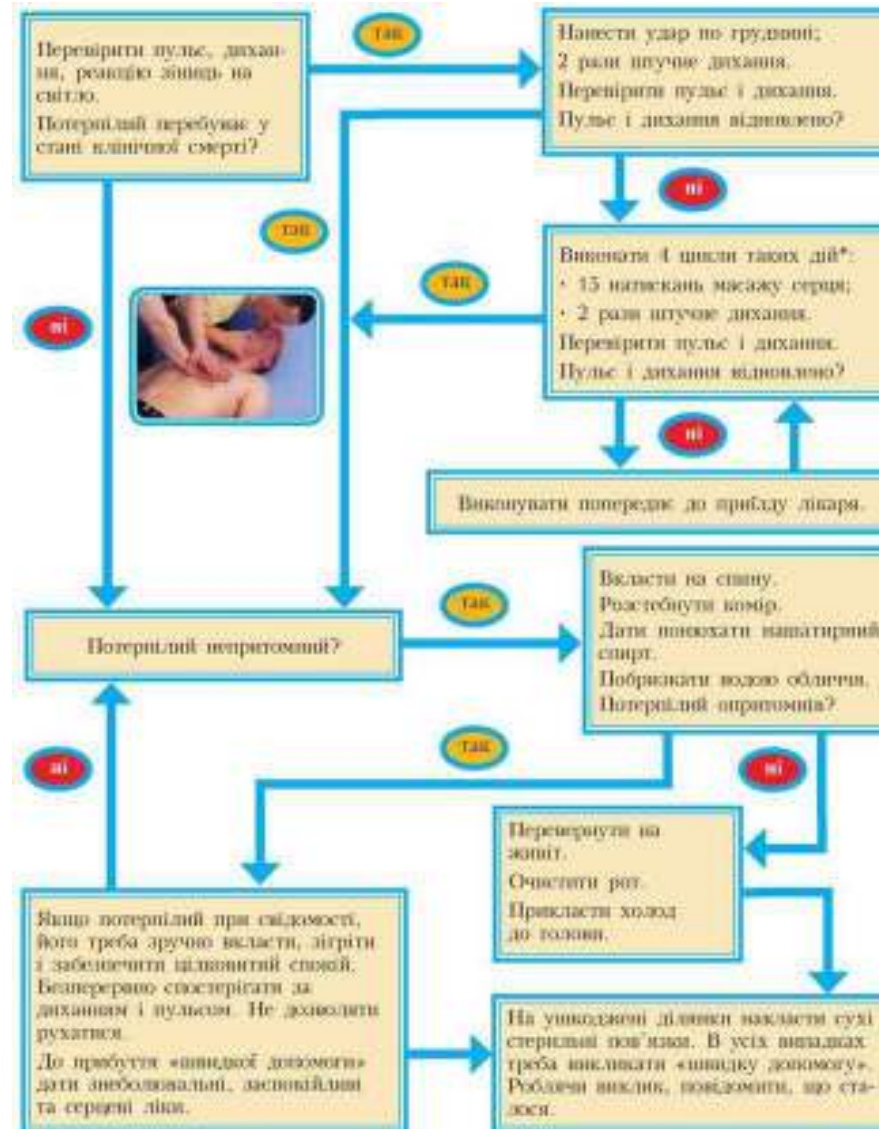 Перевірити пульс, дихан-
ня, реакцію зіниць на
світло.
Потерпілий перебуває у
стані клінічної смерті?
так
Нанести удар по груднині;
2 рази штучне дихання.
Перевірити пульс і дихання.
Пульс і дихання відновлено?
ні
так
Виконати 4 цикли таких дій*:
· 15 натискань масажу серця;
· 2 рази штучне дихання.
Перевірити пульс і дихання.
Пульс і дихання відновлено?
так
ні
ні
Виконувати попереднє до приїзду лікаря.
Потерпілий непритомний?
так
Вкласти на спину.
Розстебнути комір.
Дати понюхати нашатирний
спирт.
Побризкати водою обличчя.
Потерпілий опритомнів?
так
ні
ні
Перевернути на
живіт.
Очистити рот.
Прикласти холод
до голови.
Якщо потерпілий при свідомості,
його треба зручно вкласти, зігріти
і забезпечити цілковитий спокій.
Безперервно спостерігати за
диханням і пульсом. Не дозволяти
рухатися.
До прибуття «швидкої допомоги»
дати знеболювальні, заспокійливі
та серцеві ліки.
На ушкоджені ділянки накласти сухі
стерильні пов'язки. В усіх випадках
треба викликати «швидку допомогу».
Роблячи виклик, повідомити, що ста-
лося.